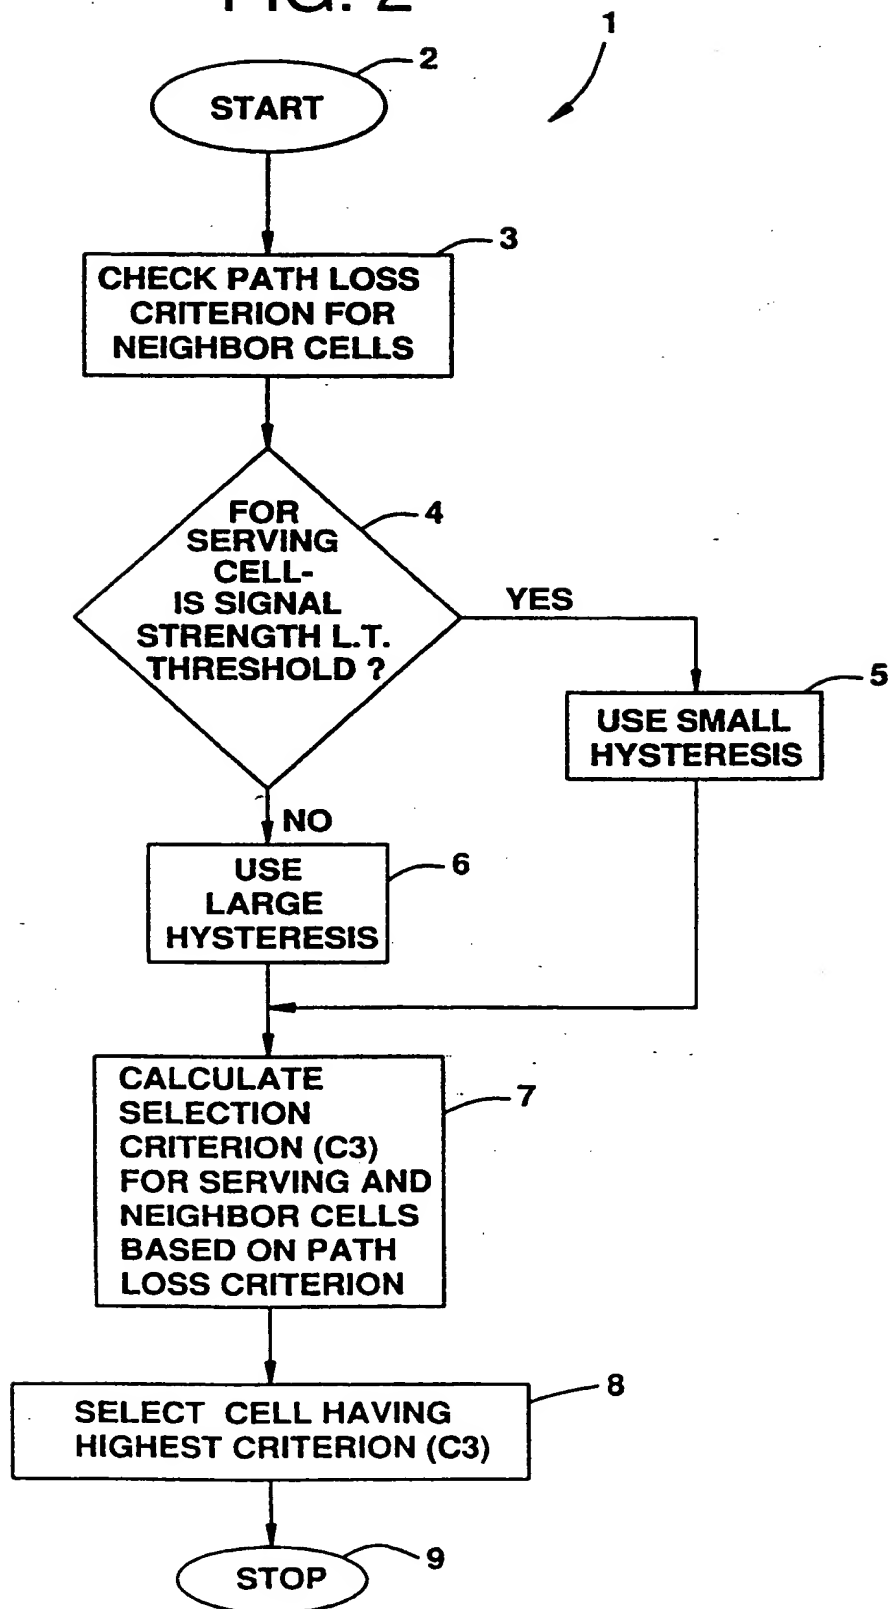 FIG. 2
1
2
START
3
CHECK PATH LOSS
CRITERION FOR
NEIGHBOR CELLS
4
FOR
SERVING
CELL-
IS SIGNAL
STRENGTH L.T.
THRESHOLD ?
YES
5
USE SMALL
HYSTERESIS
NO
6
USE
LARGE
HYSTERESIS
7
CALCULATE
SELECTION
CRITERION (C3)
FOR SERVING AND
NEIGHBOR CELLS
BASED ON PATH
LOSS CRITERION
8
SELECT CELL HAVING
HIGHEST CRITERION (C3)
9
STOP